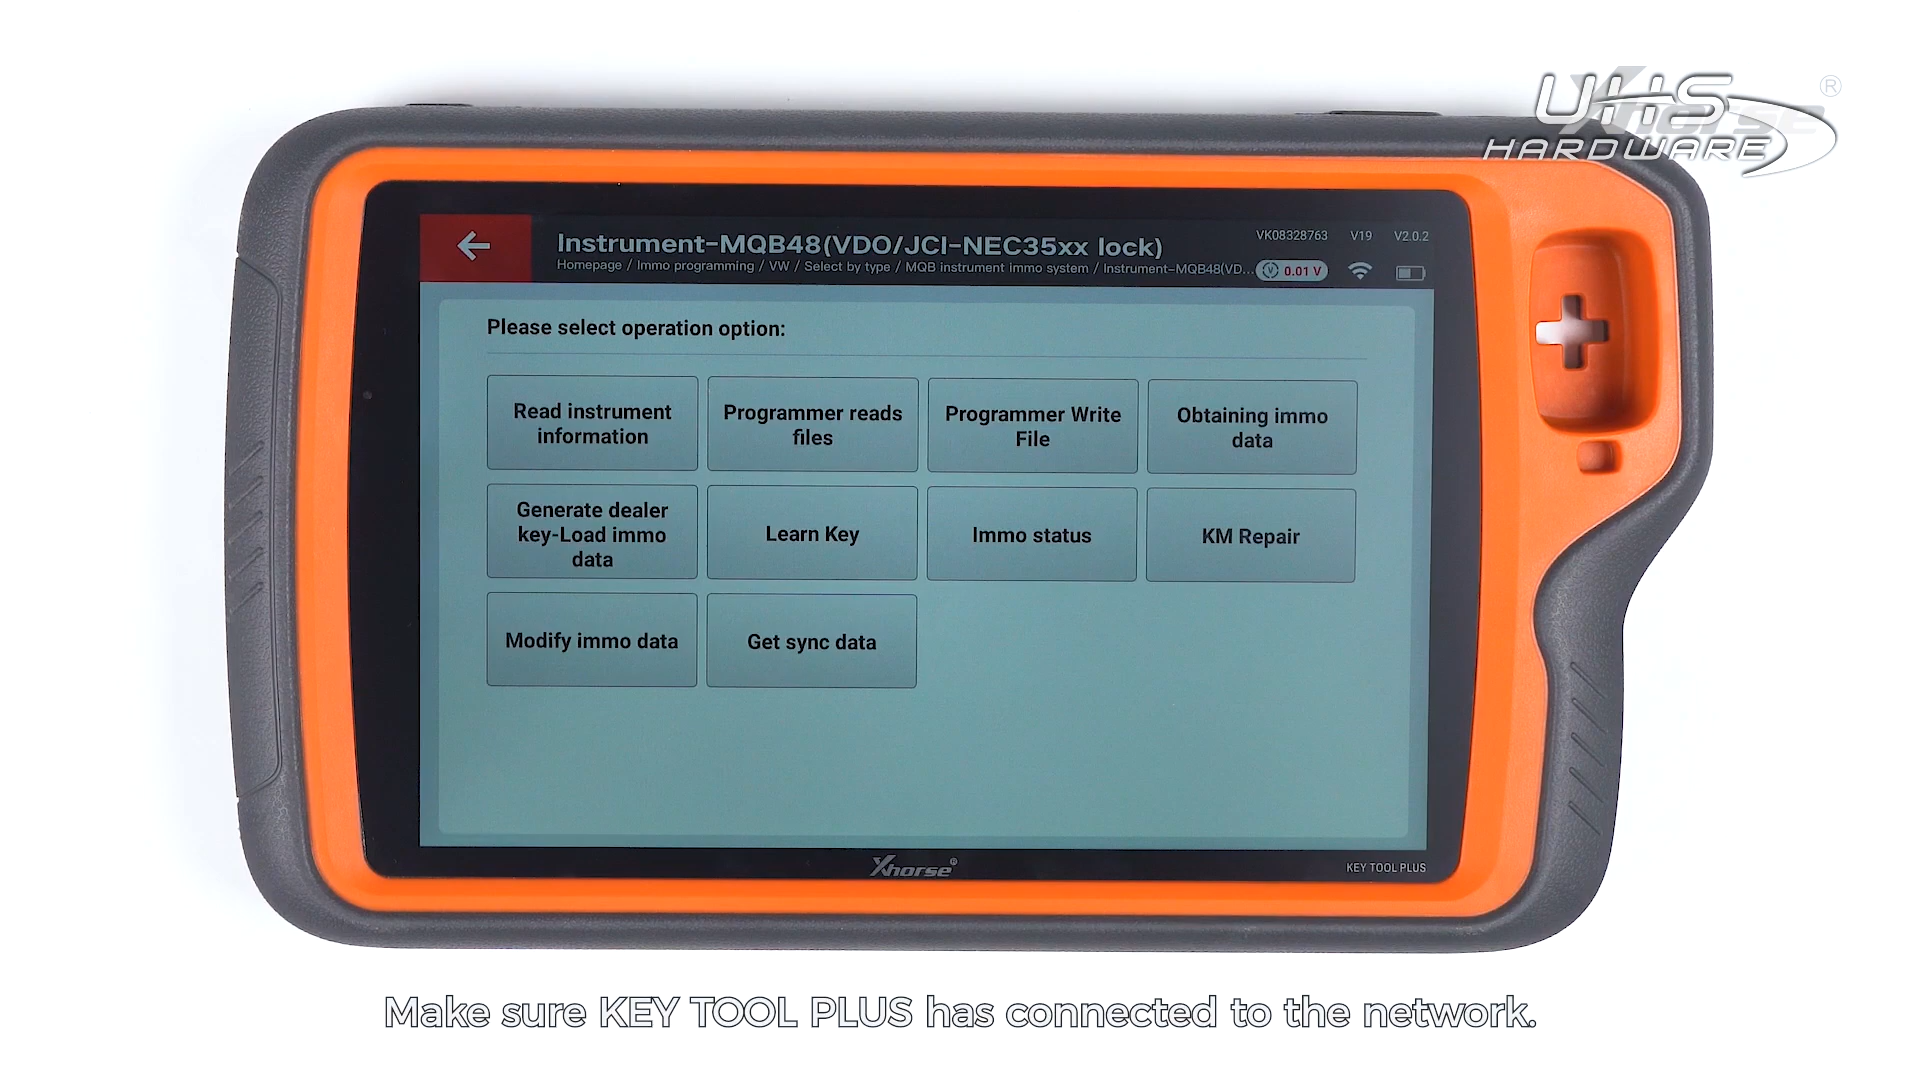 UHS
HARDWARE
®
Instrument-MQB48(VDO/JCI-NEC35xx lock)
VK08328763 V19 V2.0.2
Homepage / Immo programming / VW / Select by type / MQB instrument immo system / Instrument-MQB48(VD...
0.01 V
Please select operation option:
Read instrument
information
Programmer reads
files
Programmer Write
File
Obtaining immo
data
Generate dealer
key-Load immo
data
Learn Key
Immo status
KM Repair
Modify immo data
Get sync data
Xhorse®
KEY TOOL PLUS
Make sure KEY TOOL PLUS has connected to the network.